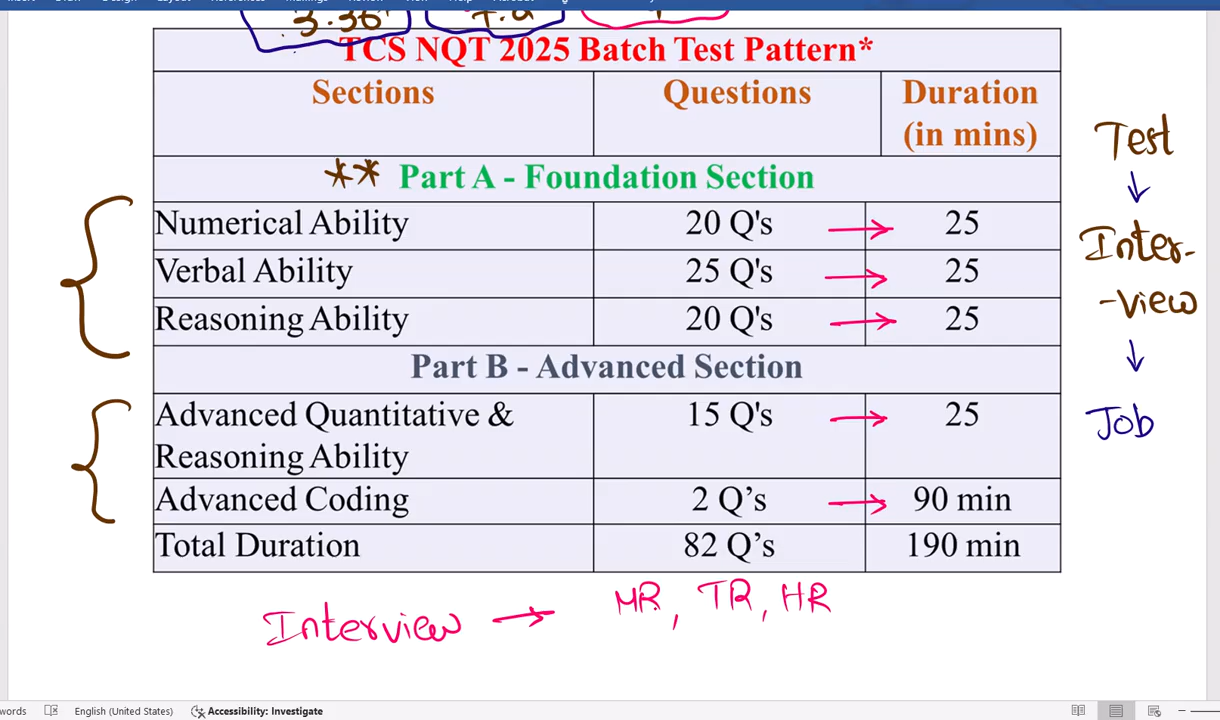 3.30
TCS NQT 2025 Batch Test Pattern*
Sections Questions Duration
(in mins)
** Part A - Foundation Section
Numerical Ability 20 Q's → 25
Verbal Ability 25 Q's → 25
Reasoning Ability 20 Q's → 25
Part B - Advanced Section
Advanced Quantitative & 15 Q's → 25
Reasoning Ability
Advanced Coding 2 Q’s → 90 min
Total Duration 82 Q’s 190 min
Test
↓
Inter-
-view
↓
Job
Interview → MR, TR, HR
words English (United States) Accessibility: Investigate